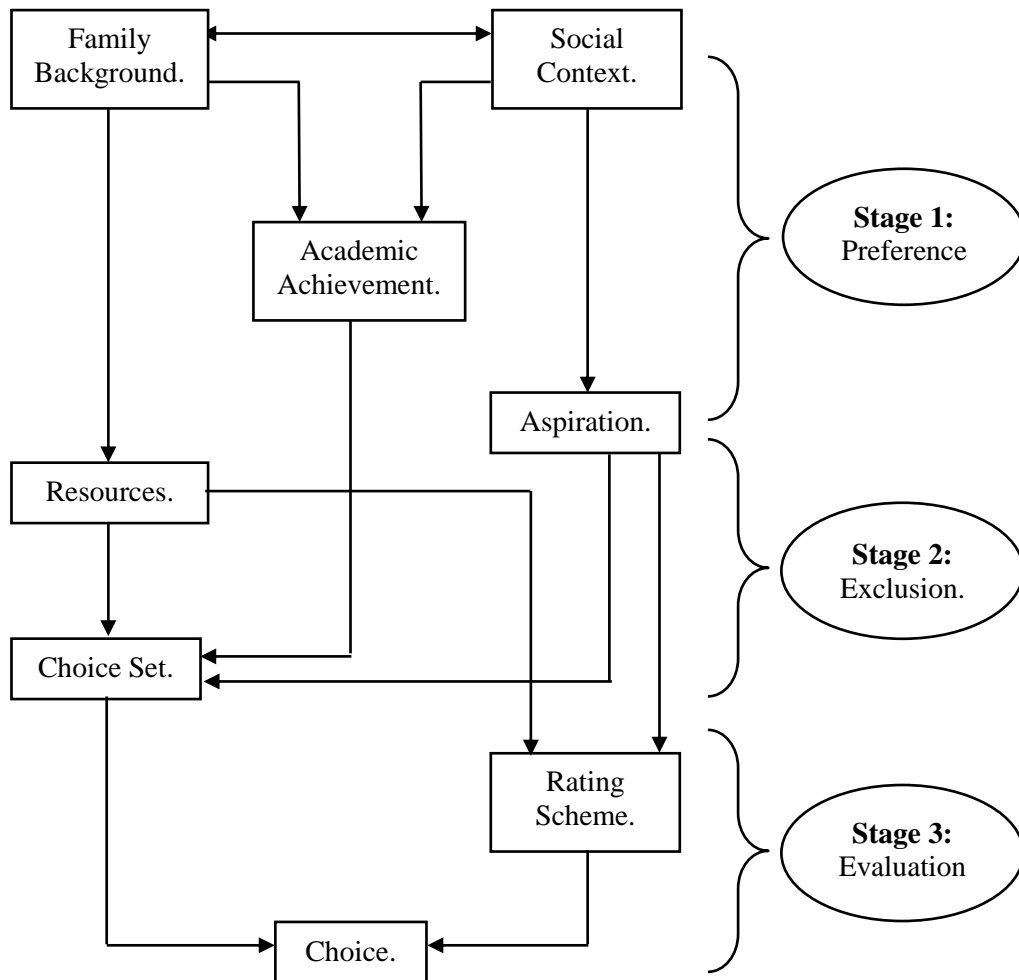 Family
Background.
Social
Context.
Stage 1:
Preference
Academic
Achievement.
Aspiration.
Resources.
Stage 2:
Exclusion.
Choice Set.
Rating
Scheme.
Stage 3:
Evaluation
Choice.